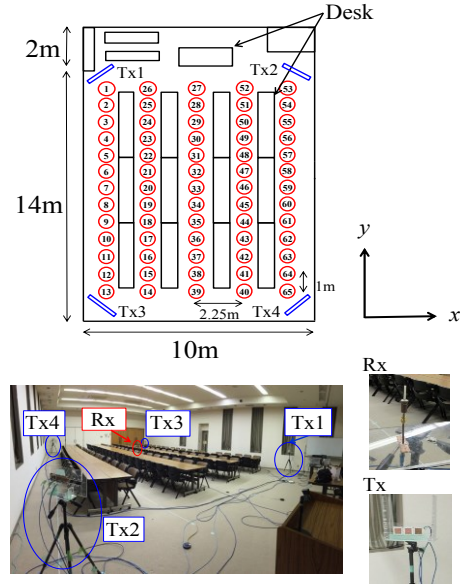 Desk
2m
Tx1
Tx2
1 26 27 52 53
2 25 28 51 54
3 24 29 50 55
4 23 30 49 56
5 22 31 48 57
6 21 32 47 58
7 20 33 46 59
8 19 34 45 60
9 18 35 44 61
10 17 36 43 62
11 16 37 42 63
12 15 38 41 64
13 14 39 40 65
14m
1m
2.25m
Tx3
Tx4
10m
y
x
Rx
Tx4
Rx
Tx3
Tx1
Tx2
Tx